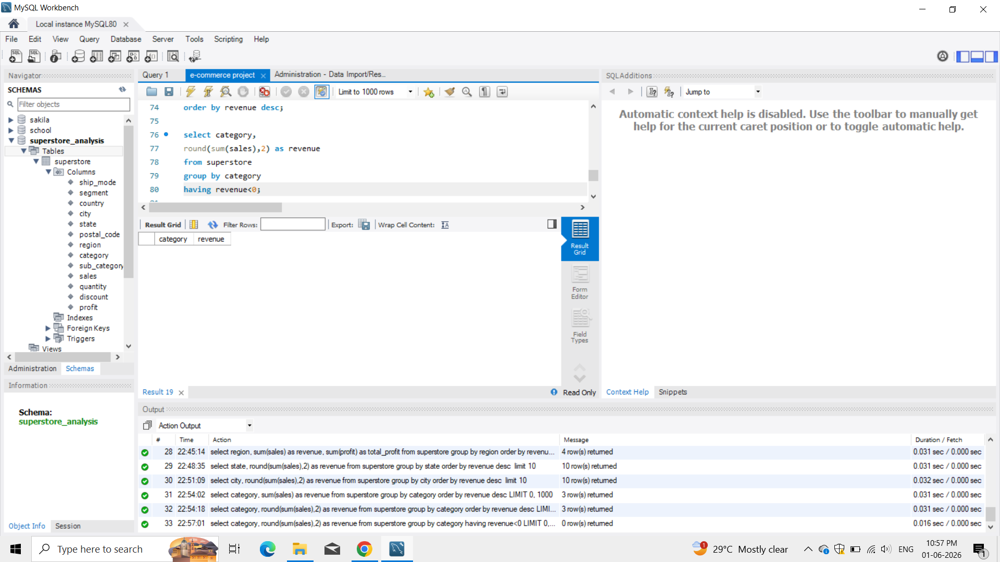 MySQL Workbench
Local instance MySQL80
File Edit View Query Database Server Tools Scripting Help
Navigator
SCHEMAS
Filter objects
sakila
school
superstore_analysis
Tables
superstore
Columns
ship_mode
segment
country
city
state
postal_code
region
category
sub_category
sales
quantity
discount
profit
Indexes
Foreign Keys
Triggers
Views
Administration Schemas
Information
Schema:
superstore_analysis
Object Info Session
Query 1 e-commerce project Administration - Data Import/Res...
Limit to 1000 rows
74 order by revenue desc;
75
76 select category,
77 round(sum(sales),2) as revenue
78 from superstore
79 group by category
80 having revenue<0;
Result Grid Filter Rows: Export: Wrap Cell Content:
category revenue
Result Grid
Form Editor
Field Types
Result 19 Read Only
SQLAdditions
Jump to
Automatic context help is disabled. Use the toolbar to manually get
help for the current caret position or to toggle automatic help.
Context Help Snippets
Output
Action Output
# Time Action Message Duration / Fetch
28 22:45:14 select region, sum(sales) as revenue, sum(profit) as total_profit from superstore group by region order by revenu... 4 row(s) returned 0.031 sec / 0.000 sec
29 22:48:35 select state, round(sum(sales),2) as revenue from superstore group by state order by revenue desc limit 10 10 row(s) returned 0.031 sec / 0.000 sec
30 22:51:09 select city, round(sum(sales),2) as revenue from superstore group by city order by revenue desc limit 10 10 row(s) returned 0.032 sec / 0.000 sec
31 22:54:02 select category, sum(sales) as revenue from superstore group by category order by revenue desc LIMIT 0, 1000 3 row(s) returned 0.031 sec / 0.000 sec
32 22:54:18 select category, round(sum(sales),2) as revenue from superstore group by category order by revenue desc LIMI... 3 row(s) returned 0.031 sec / 0.000 sec
33 22:57:01 select category, round(sum(sales),2) as revenue from superstore group by category having revenue<0 LIMIT 0,... 0 row(s) returned 0.016 sec / 0.000 sec
Type here to search
1 29°C Mostly clear ENG 10:57 PM
01-06-2026 1